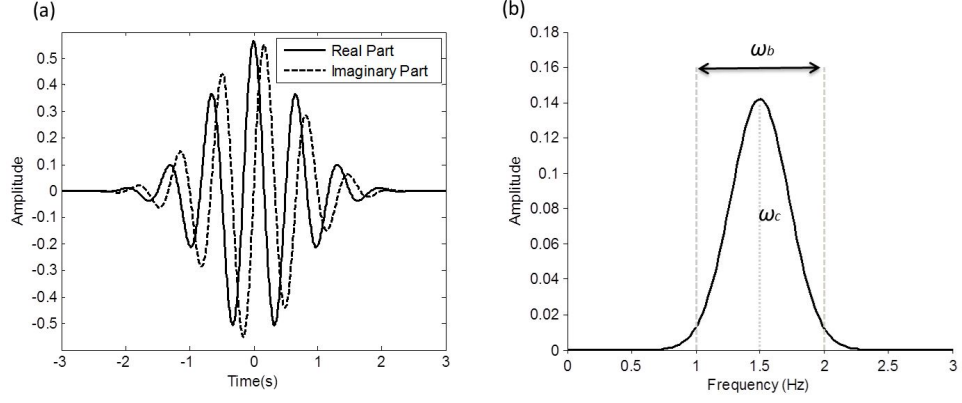 (a)
Real Part
Imaginary Part
0.5
0.4
0.3
0.2
0.1
0
-0.1
-0.2
-0.3
-0.4
-0.5
Amplitude
-3 -2 -1 0 1 2 3
Time(s)
(b)
0.18
0.16
0.14
0.12
0.1
0.08
0.06
0.04
0.02
0
Amplitude
ωb
ωc
0 0.5 1 1.5 2 2.5 3
Frequency (Hz)